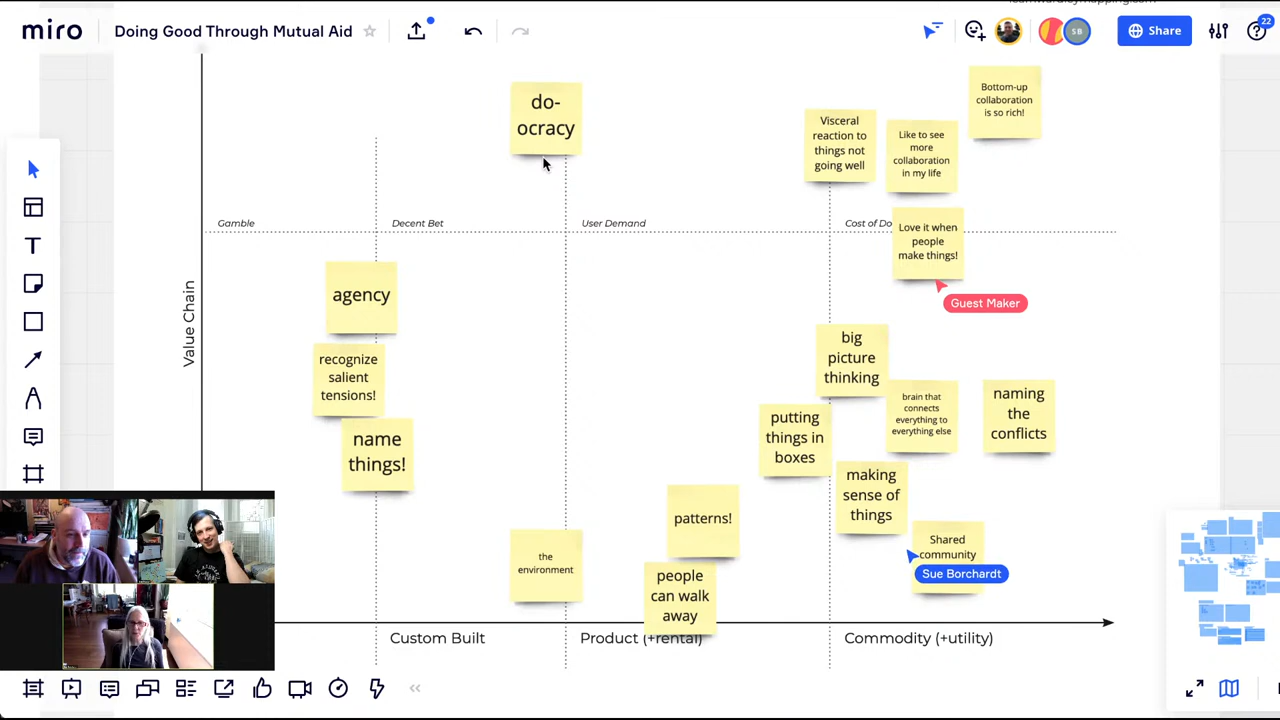 learnwardleymapping.com
miro
Doing Good Through Mutual Aid
SB
Share
22
do-
ocracy
Visceral
reaction to
things not
going well
Like to see
more
collaboration
in my life
Bottom-up
collaboration
is so rich!
Gamble
Decent Bet
User Demand
Cost of Do
Love it when
people
make things!
Guest Maker
Value Chain
agency
recognize
salient
tensions!
name
things!
big
picture
thinking
putting
things in
boxes
brain that
connects
everything to
everything else
naming
the
conflicts
making
sense of
things
patterns!
the
environment
people
can walk
away
Shared
community
Sue Borchardt
Custom Built
Product (+rental)
Commodity (+utility)